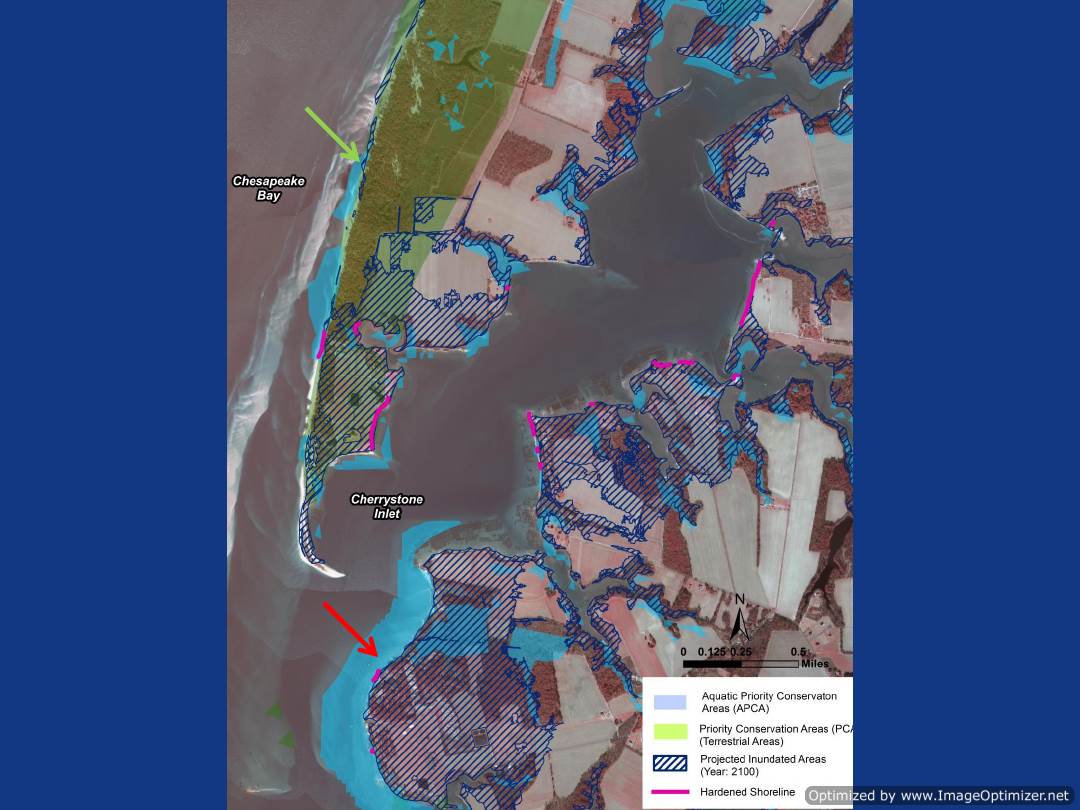 Chesapeake
Bay
Cherrystone
Inlet
N
0 0.125 0.25 0.5
Miles
Aquatic Priority Conservaton
Areas (APCA)
Priority Conservation Areas (PCA
(Terrestrial Areas)
Projected Inundated Areas
(Year: 2100)
Hardened Shoreline
Optimized by www.ImageOptimizer.net